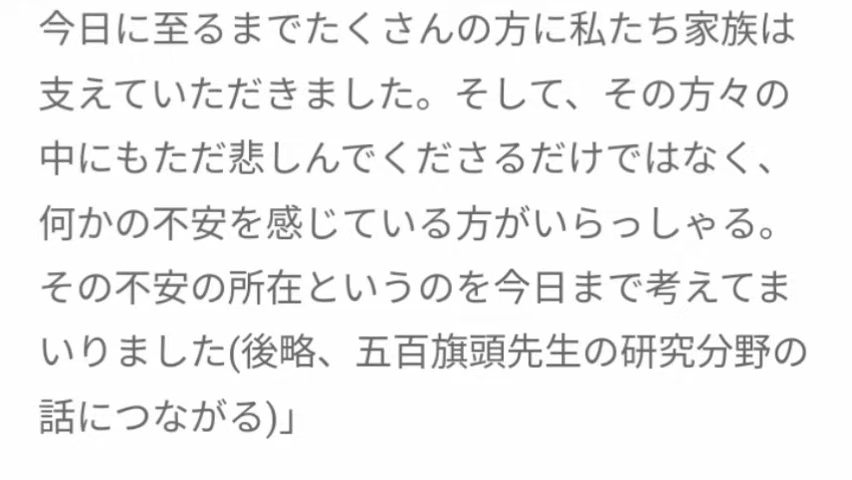 今日に至るまでたくさんの方に私たち家族は
支えていただきました。そして、その方々の
中にもただ悲しんでくださるだけではなく、
何かの不安を感じている方がいらっしゃる。
その不安の所在というのを今日まで考えてま
いりました(後略、五百旗頭先生の研究分野の
話につながる)」